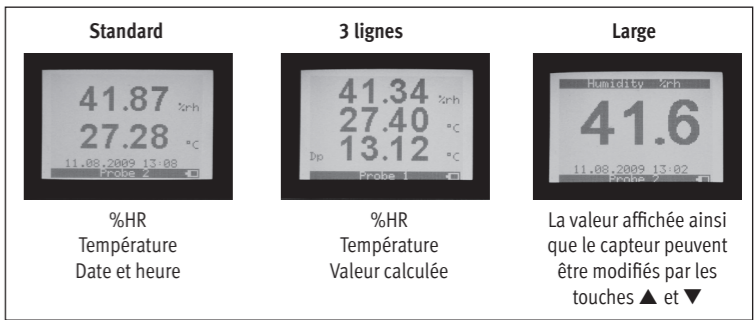 Standard
41.87 %rh
27.28 °C
11.08.2009 13:08
Probe 2
%HR
Température
Date et heure
3 lignes
41.34 %rh
27.40 °C
Dp 13.12 °C
Probe 1
%HR
Température
Valeur calculée
Large
Humidity %rh
41.6
11.08.2009 13:02
Probe 2
La valeur affichée ainsi
que le capteur peuvent
être modifiés par les
touches ▲ et ▼